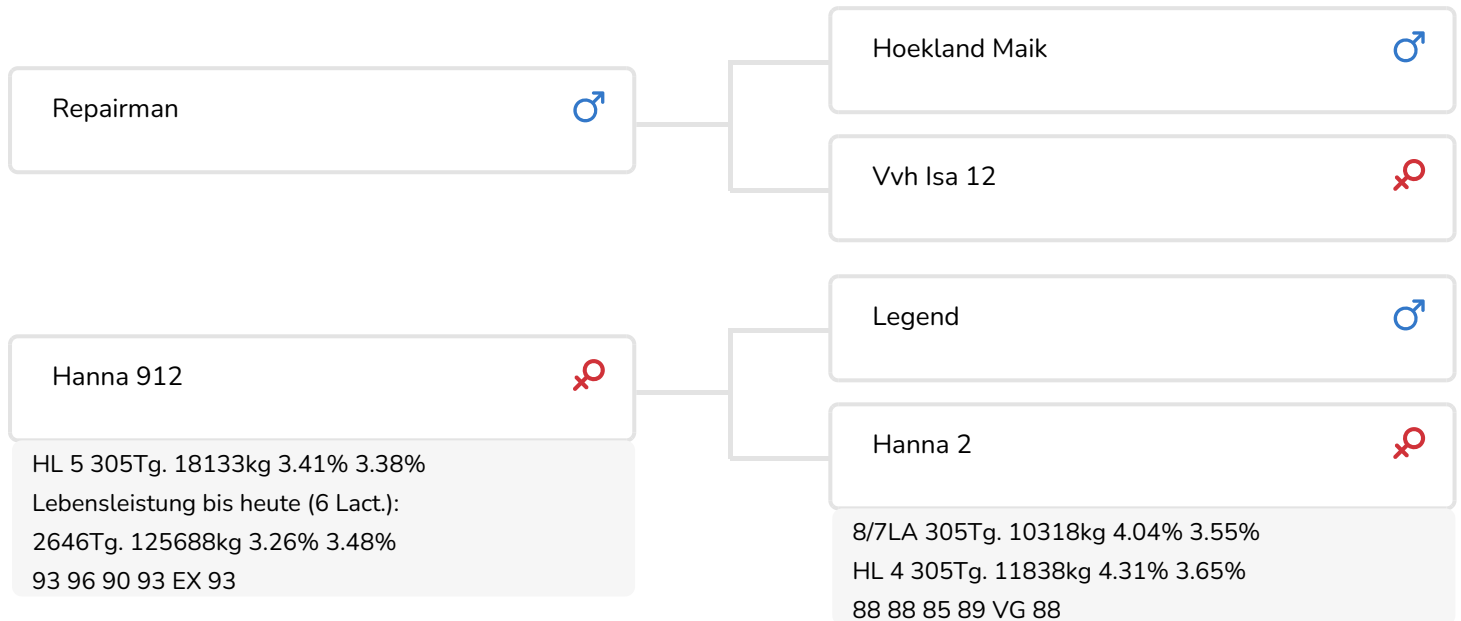 Hoekland Maik
Repairman
Vvh Isa 12
Legend
Hanna 912
Hanna 2
HL 5 305Tg. 18133kg 3.41% 3.38%
Lebensleistung bis heute (6 Lact.):
2646Tg. 125688kg 3.26% 3.48%
93 96 90 93 EX 93
8/7LA 305Tg. 10318kg 4.04% 3.55%
HL 4 305Tg. 11838kg 4.31% 3.65%
88 88 85 89 VG 88